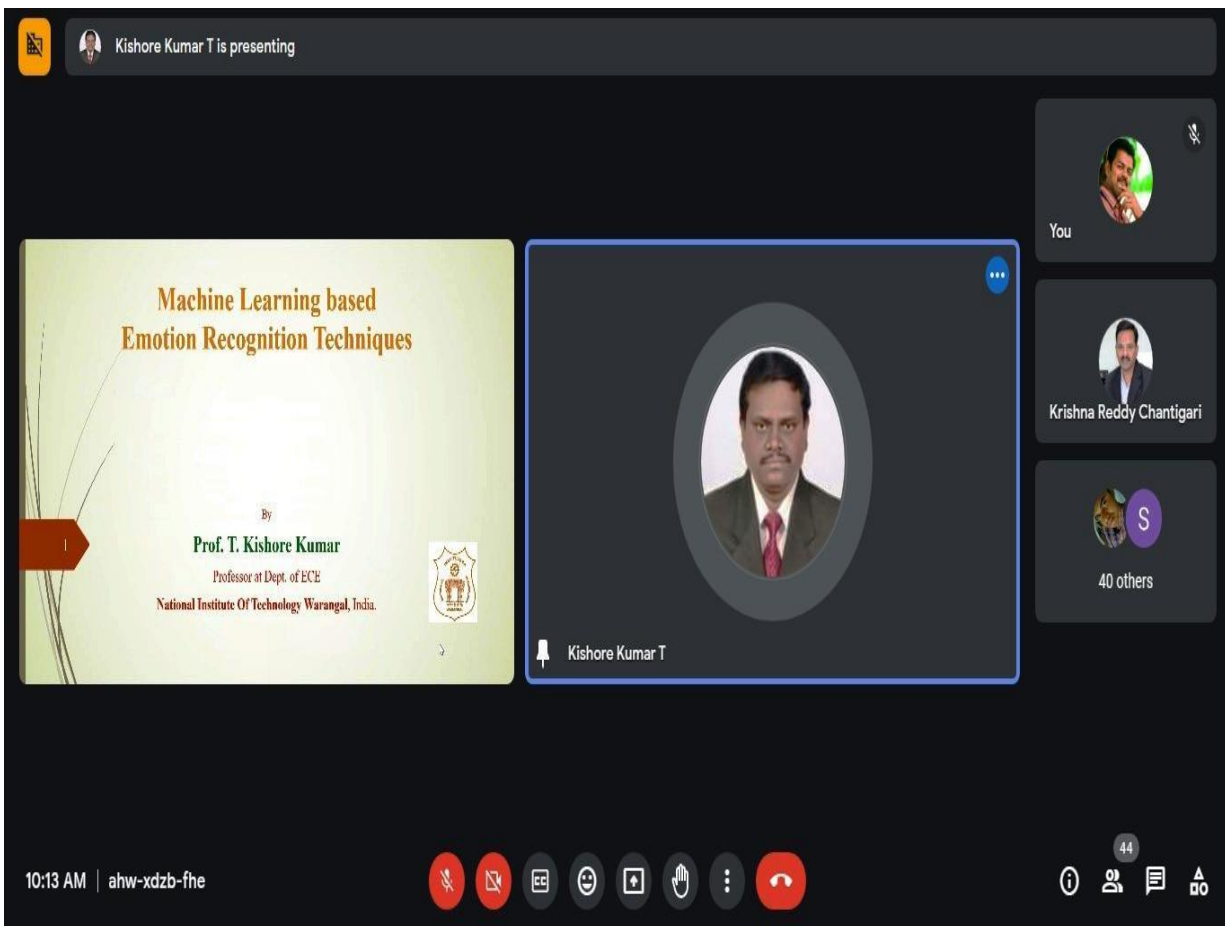 Kishore Kumar T is presenting
Machine Learning based
Emotion Recognition Techniques
1
By
Prof. T. Kishore Kumar
Professor at Dept. of ECE
National Institute Of Technology Warangal, India.
Kishore Kumar T
You
Krishna Reddy Chantigari
S
40 others
10:13 AM | ahw-xdzb-fhe
CC
44